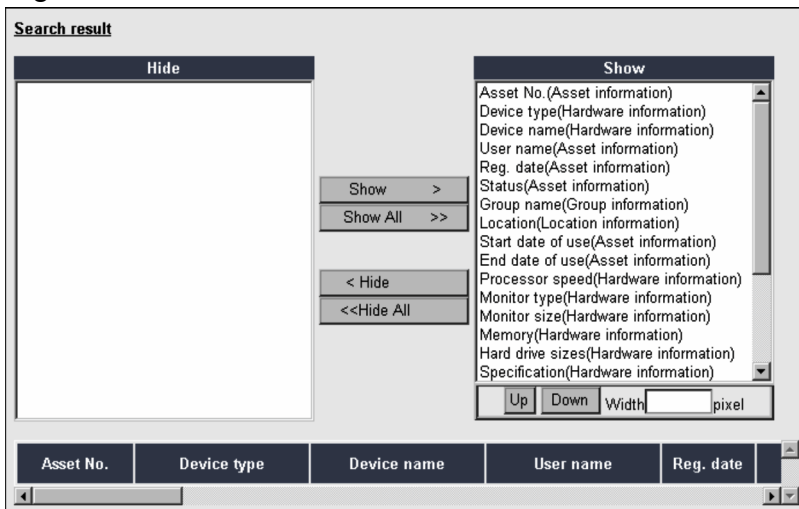 Search result
Hide
Show
Asset No.(Asset information)
Device type(Hardware information)
Device name(Hardware information)
User name(Asset information)
Reg. date(Asset information)
Status(Asset information)
Group name(Group information)
Location(Location information)
Start date of use(Asset information)
End date of use(Asset information)
Processor speed(Hardware information)
Monitor type(Hardware information)
Monitor size(Hardware information)
Memory(Hardware information)
Hard drive sizes(Hardware information)
Specification(Hardware information)
Show >
Show All >>
< Hide
<<Hide All
Up Down Width pixel
Asset No. Device type Device name User name Reg. date